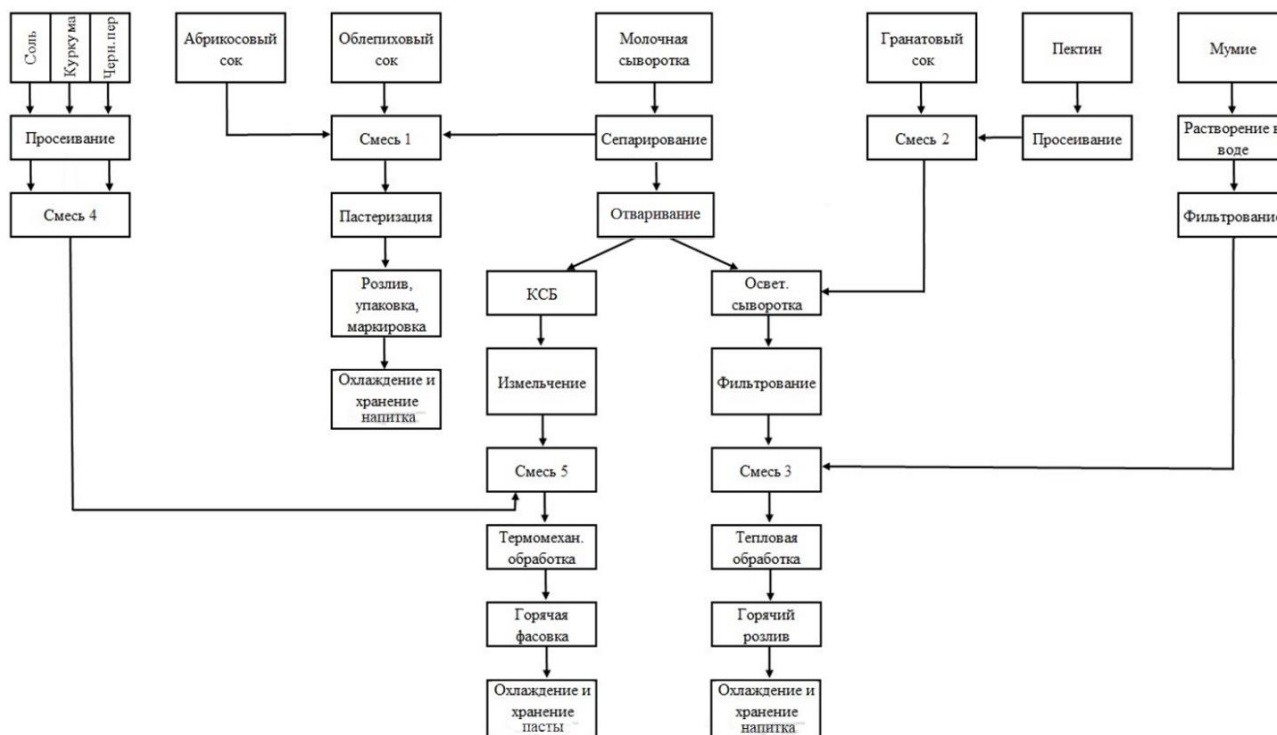 Соль
Куркума
Черн.пер
Абрикосовый
сок
Облепиховый
сок
Молочная
сыворотка
Гранатовый
сок
Пектин
Мумие
Просеивание
Смесь 1
Сепарирование
Смесь 2
Просеивание
Растворение в
воде
Смесь 4
Пастеризация
Отваривание
Фильтрование
Розлив,
упаковка,
маркировка
КСБ
Освет.
сыворотка
Охлаждение и
хранение
напитка
Измельчение
Фильтрование
Смесь 5
Смесь 3
Термомехан.
обработка
Тепловая
обработка
Горячая
фасовка
Горячий
розлив
Охлаждение и
хранение
пасты
Охлаждение и
хранение
напитка